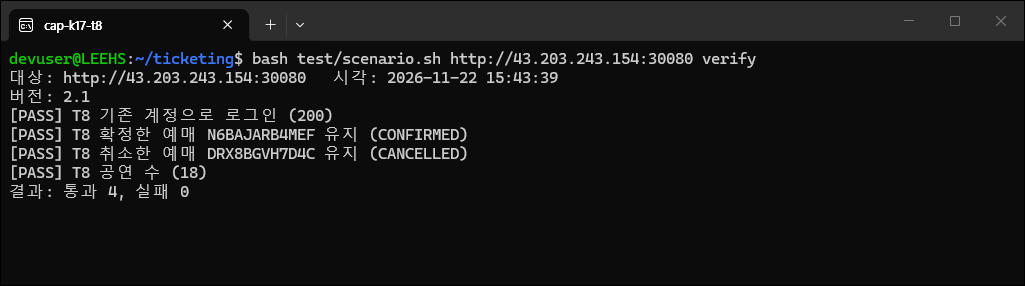 cap-k17-t8
devuser@LEEHS:~/ticketing$ bash test/scenario.sh http://43.203.243.154:30080 verify
대상: http://43.203.243.154:30080   시각: 2026-11-22 15:43:39
버전: 2.1
[PASS] T8 기존 계정으로 로그인 (200)
[PASS] T8 확정한 예매 N6BAJARB4MEF 유지 (CONFIRMED)
[PASS] T8 취소한 예매 DRX8BGVH7D4C 유지 (CANCELLED)
[PASS] T8 공연 수 (18)
결과: 통과 4, 실패 0